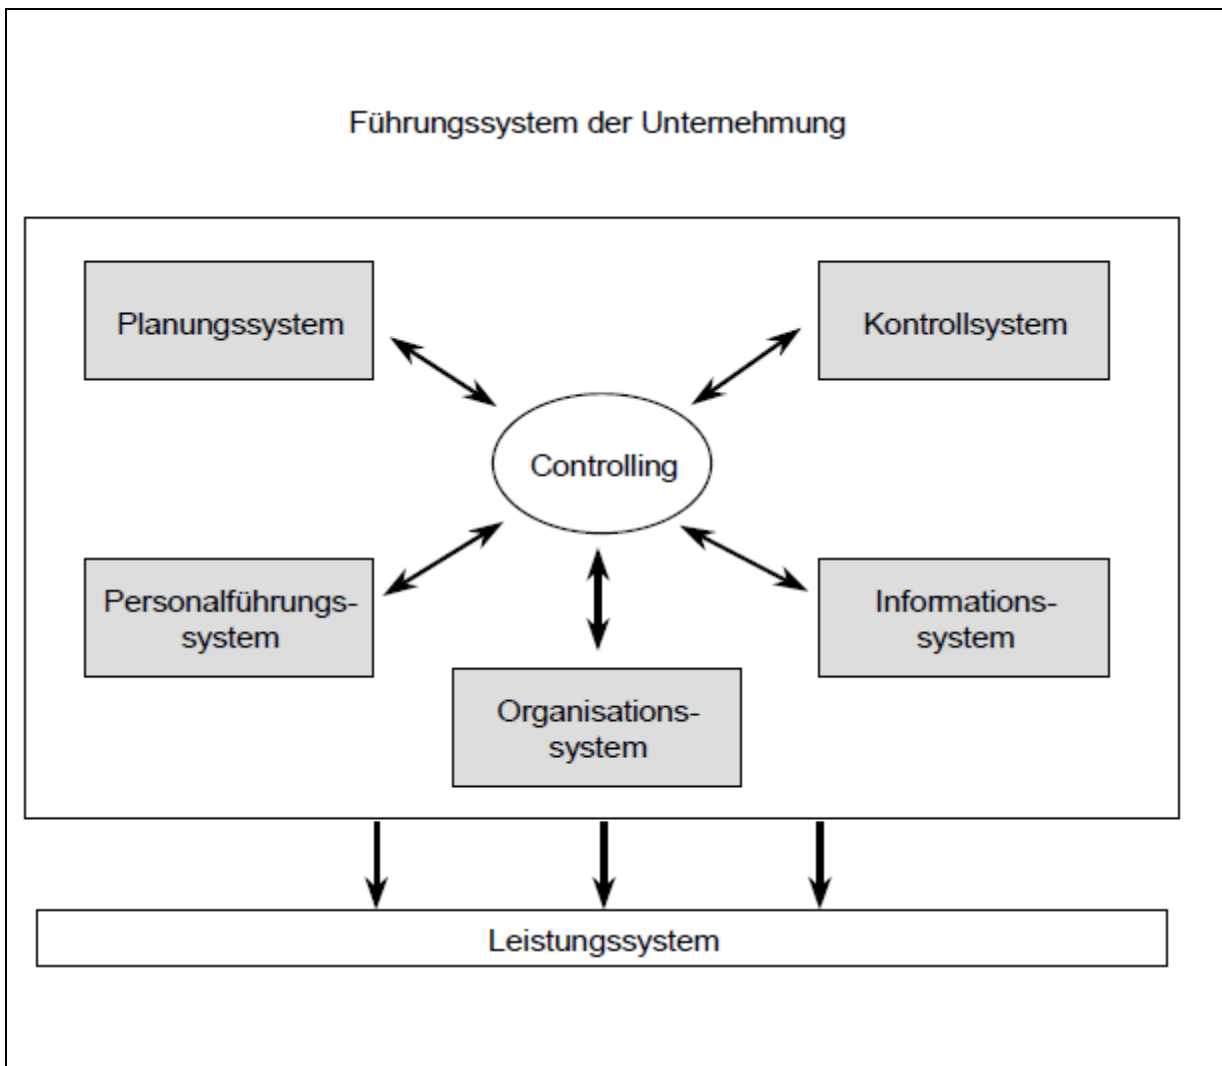 Führungssystem der Unternehmung
Planungssystem
Kontrollsystem
Controlling
Personalführungs-
system
Informations-
system
Organisations-
system
Leistungssystem